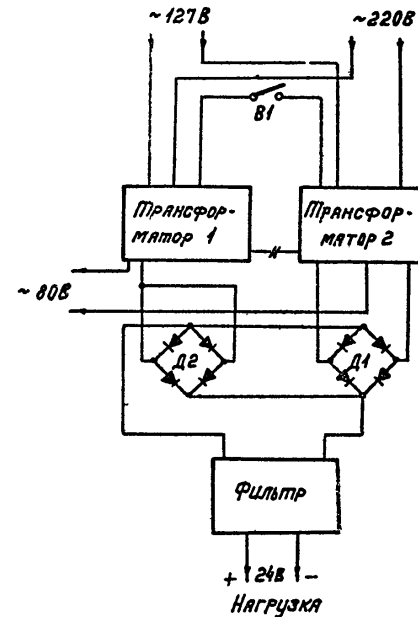 ~127В ~220В
В1
Трансфор-
матор 1
Трансфор-
матор 2
~80В
Д2 Д1
Фильтр
+ 24В -
Нагрузка